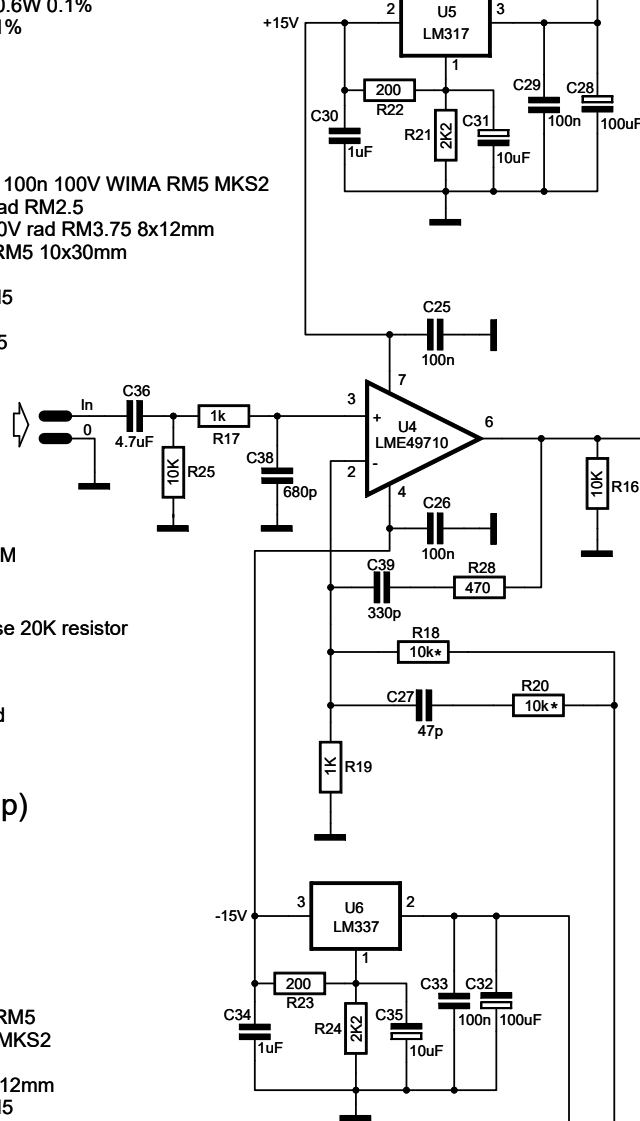 0.6W 0.1%
1%
2
U5
LM317
3
+15V
1
200
R22
C30
1uF
R21
2K2
C31
10uF
C29
100n
C28
100uF
100n 100V WIMA RM5 MKS2
ad RM2.5
0V rad RM3.75 8x12mm
RM5 10x30mm
5
5
C25
100n
7
In
0
C36
4.7uF
10K
R25
1k
R17
C38
680p
3
+
2
-
U4
LME49710
6
4
10K
R16
C26
100n
M
C39
330p
R28
470
se 20K resistor
R18
10k*
C27
47p
R20
10k*
d
1K
R19
p)
-15V
3
U6
LM337
2
1
200
R23
C34
1uF
R24
2K2
C35
10uF
C33
100n
C32
100uF
RM5
MKS2
12mm
5